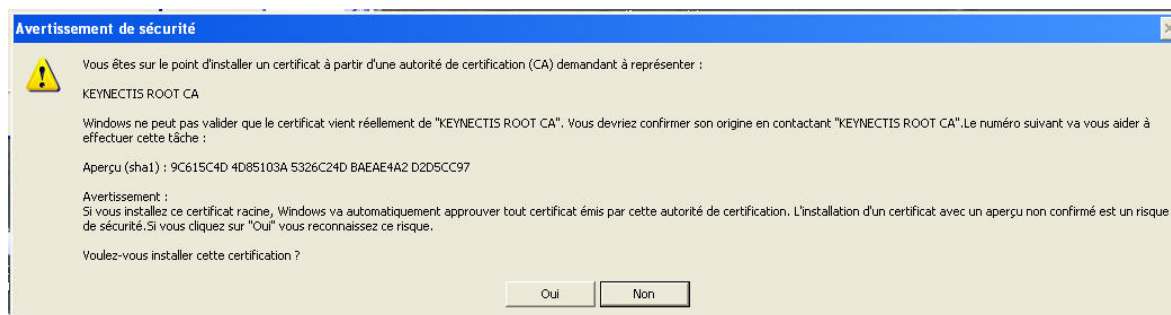 Avertissement de sécurité
Vous êtes sur le point d'installer un certificat à partir d'une autorité de certification (CA) demandant à représenter :
KEYNECTIS ROOT CA
Windows ne peut pas valider que le certificat vient réellement de "KEYNECTIS ROOT CA". Vous devriez confirmer son origine en contactant "KEYNECTIS ROOT CA".Le numéro suivant va vous aider à
effectuer cette tâche :
Aperçu (sha1) : 9C615C4D 4D85103A 5326C24D BAEAE4A2 D2D5CC97
Avertissement :
Si vous installez ce certificat racine, Windows va automatiquement approuver tout certificat émis par cette autorité de certification. L'installation d'un certificat avec un aperçu non confirmé est un risque
de sécurité.Si vous cliquez sur "Oui" vous reconnaissez ce risque.
Voulez-vous installer cette certification ?
Oui Non